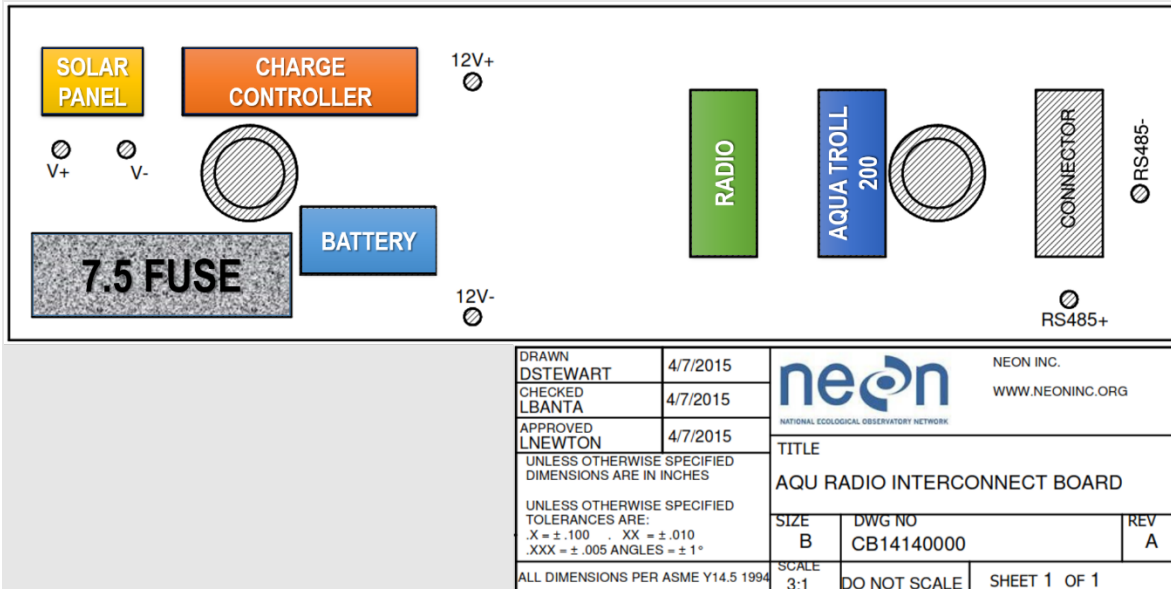 SOLAR
PANEL
CHARGE
CONTROLLER
12V+
V+
V-
7.5 FUSE
BATTERY
12V-
RADIO
AQUA TROLL
200
CONNECTOR
RS485-
RS485+
DRAWN
DSTEWART
4/7/2015
CHECKED
LBANTA
4/7/2015
APPROVED
LNEWTON
4/7/2015
UNLESS OTHERWISE SPECIFIED
DIMENSIONS ARE IN INCHES
UNLESS OTHERWISE SPECIFIED
TOLERANCES ARE:
.X = ± .100 . XX = ± .010
.XXX = ± .005 ANGLES = ± 1°
ALL DIMENSIONS PER ASME Y14.5 1994
neon
NATIONAL ECOLOGICAL OBSERVATORY NETWORK
NEON INC.
WWW.NEONINC.ORG
TITLE
AQU RADIO INTERCONNECT BOARD
SIZE
B
DWG NO
CB14140000
REV
A
SCALE
3:1
DO NOT SCALE
SHEET 1 OF 1